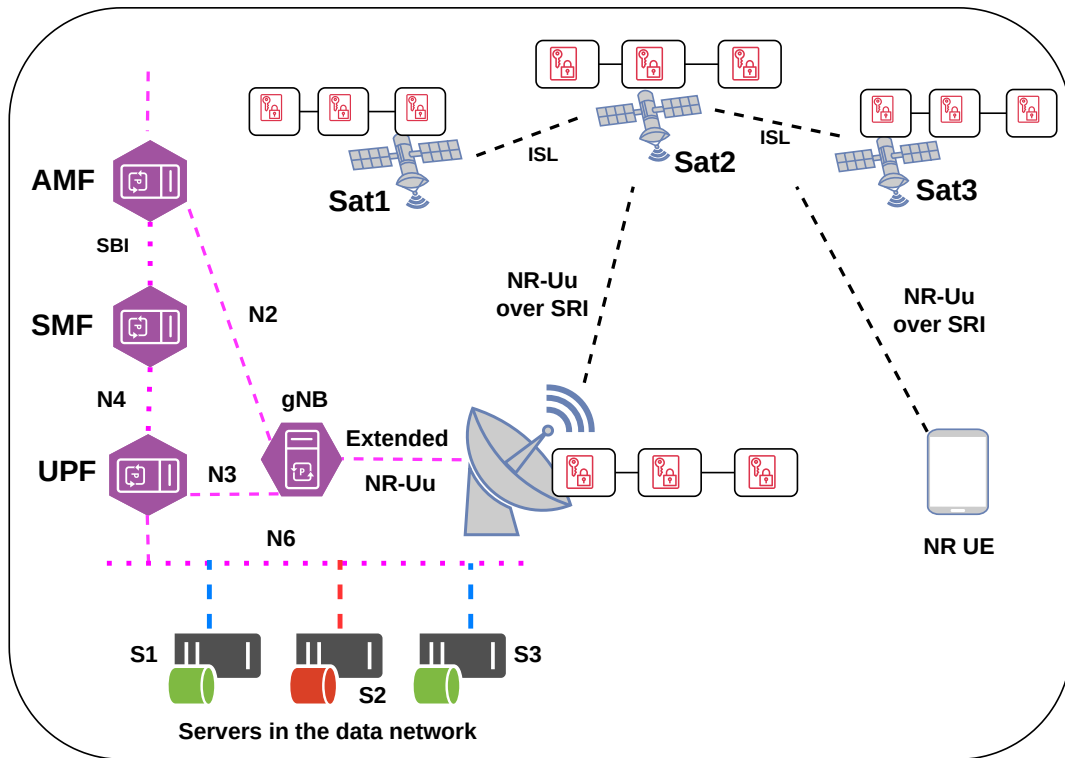 ISL
ISL
Sat2
Sat1
Sat3
AMF
SBI
SMF
N2
NR-Uu
over SRI
NR-Uu
over SRI
N4
gNB
Extended
NR-Uu
UPF
N3
N6
NR UE
S1
S2
S3
Servers in the data network